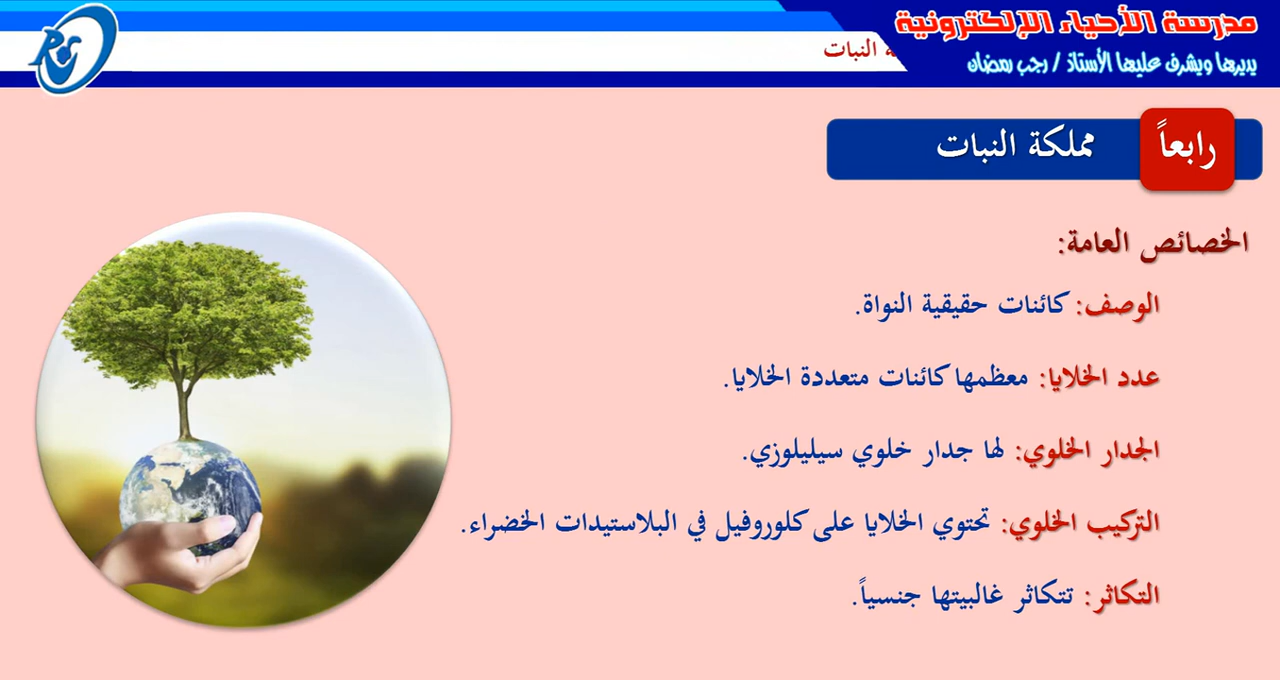 مدرسة الأحياء الإلكترونية
يديرها ويشرف عليها الأستاذ / رجب رمضان
النبات
رابعاً
مملكة النبات
الخصائص العامة:
الوصف: كائنات حقيقية النواة.
عدد الخلايا: معظمها كائنات متعددة الخلايا.
الجدار الخلوي: لها جدار خلوي سيليلوزي.
التركيب الخلوي: تحتوي الخلايا على كلوروفيل في البلاستيدات الخضراء.
التكاثر: تتكاثر غالبيتها جنسياً.